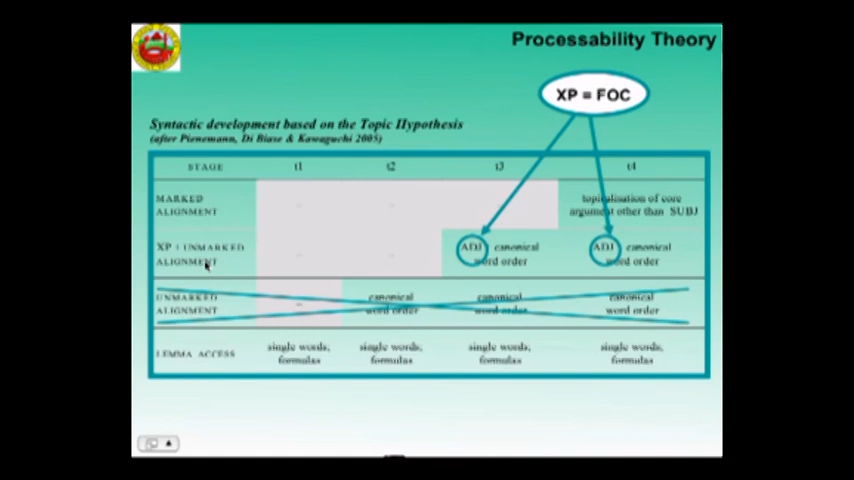 Processability Theory
XP = FOC
Syntactic development based on the Topic Hypothesis
(after Pienemann, Di Biase & Kawaguchi 2005)
STAGE t1 t2 t3 t4
MARKED topicalisation of core
ALIGNMENT argument other than SUBJ
XP + UNMARKED ADJ canonical ADJ canonical
ALIGNMENT word order word order
UNMARKED canonical canonical canonical
ALIGNMENT word order word order word order
single words, single words, single words, single words,
LEMMA ACCESS
formulas formulas formulas formulas